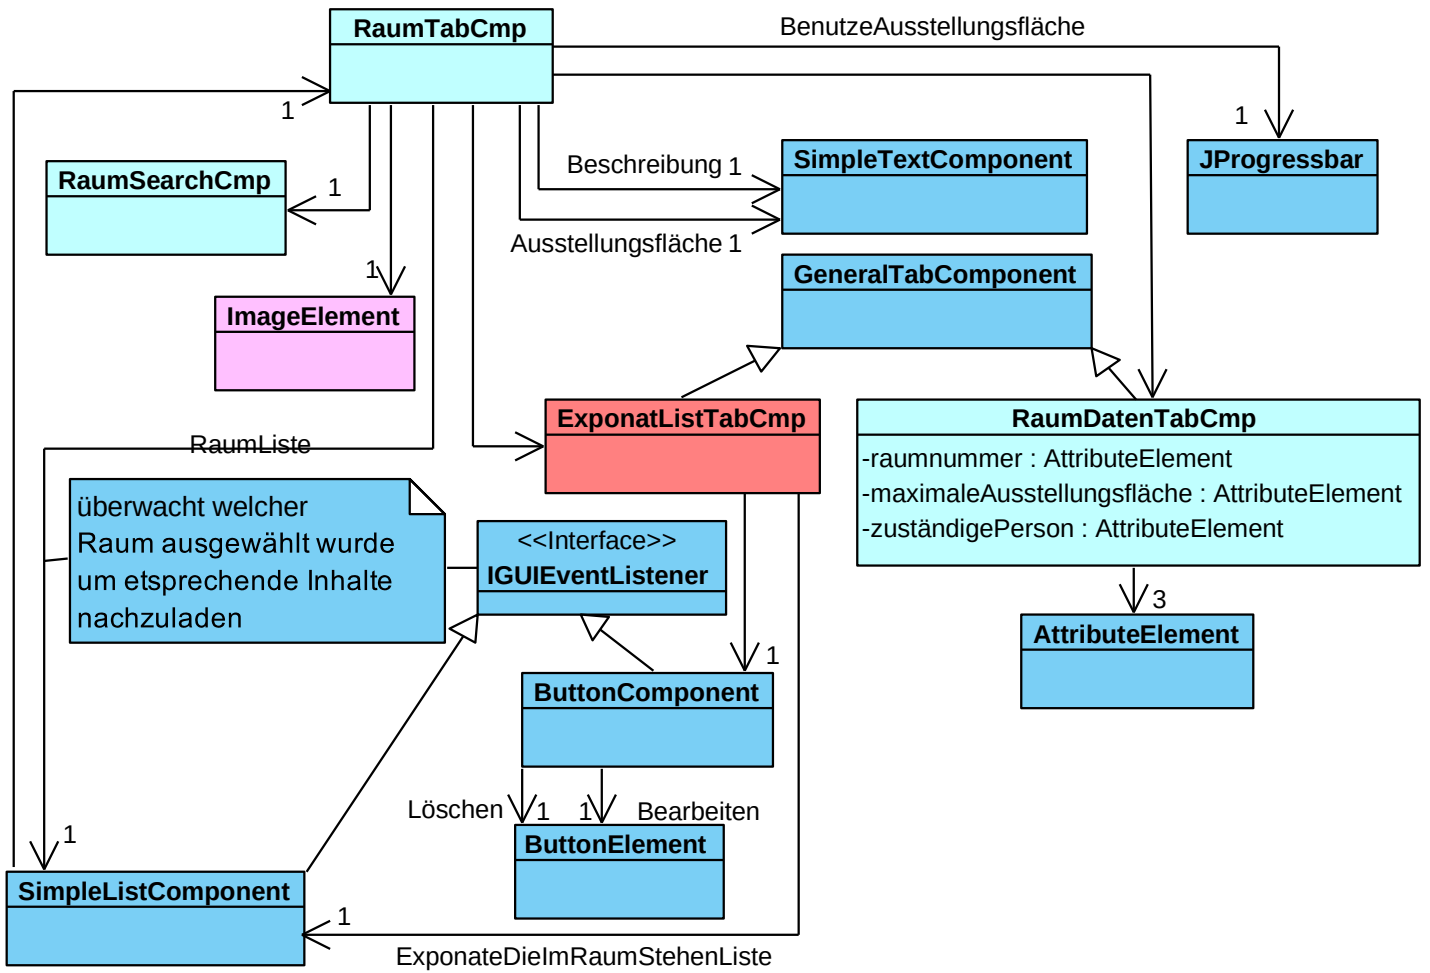 RaumTabCmp
BenutzeAusstellungsfläche
1
1
RaumSearchCmp
1
Beschreibung 1
SimpleTextComponent
JProgressbar
Ausstellungsfläche 1
1
GeneralTabComponent
ImageElement
ExponatListTabCmp
RaumDatenTabCmp
-raumnummer : AttributeElement
-maximaleAusstellungsfläche : AttributeElement
-zuständigePerson : AttributeElement
RaumListe
überwacht welcher
Raum ausgewählt wurde
um etsprechende Inhalte
nachzuladen
<<Interface>>
IGUIEventListener
3
AttributeElement
1
ButtonComponent
Löschen 1
1 Bearbeiten
ButtonElement
1
SimpleListComponent
1
ExponateDieImRaumStehenListe